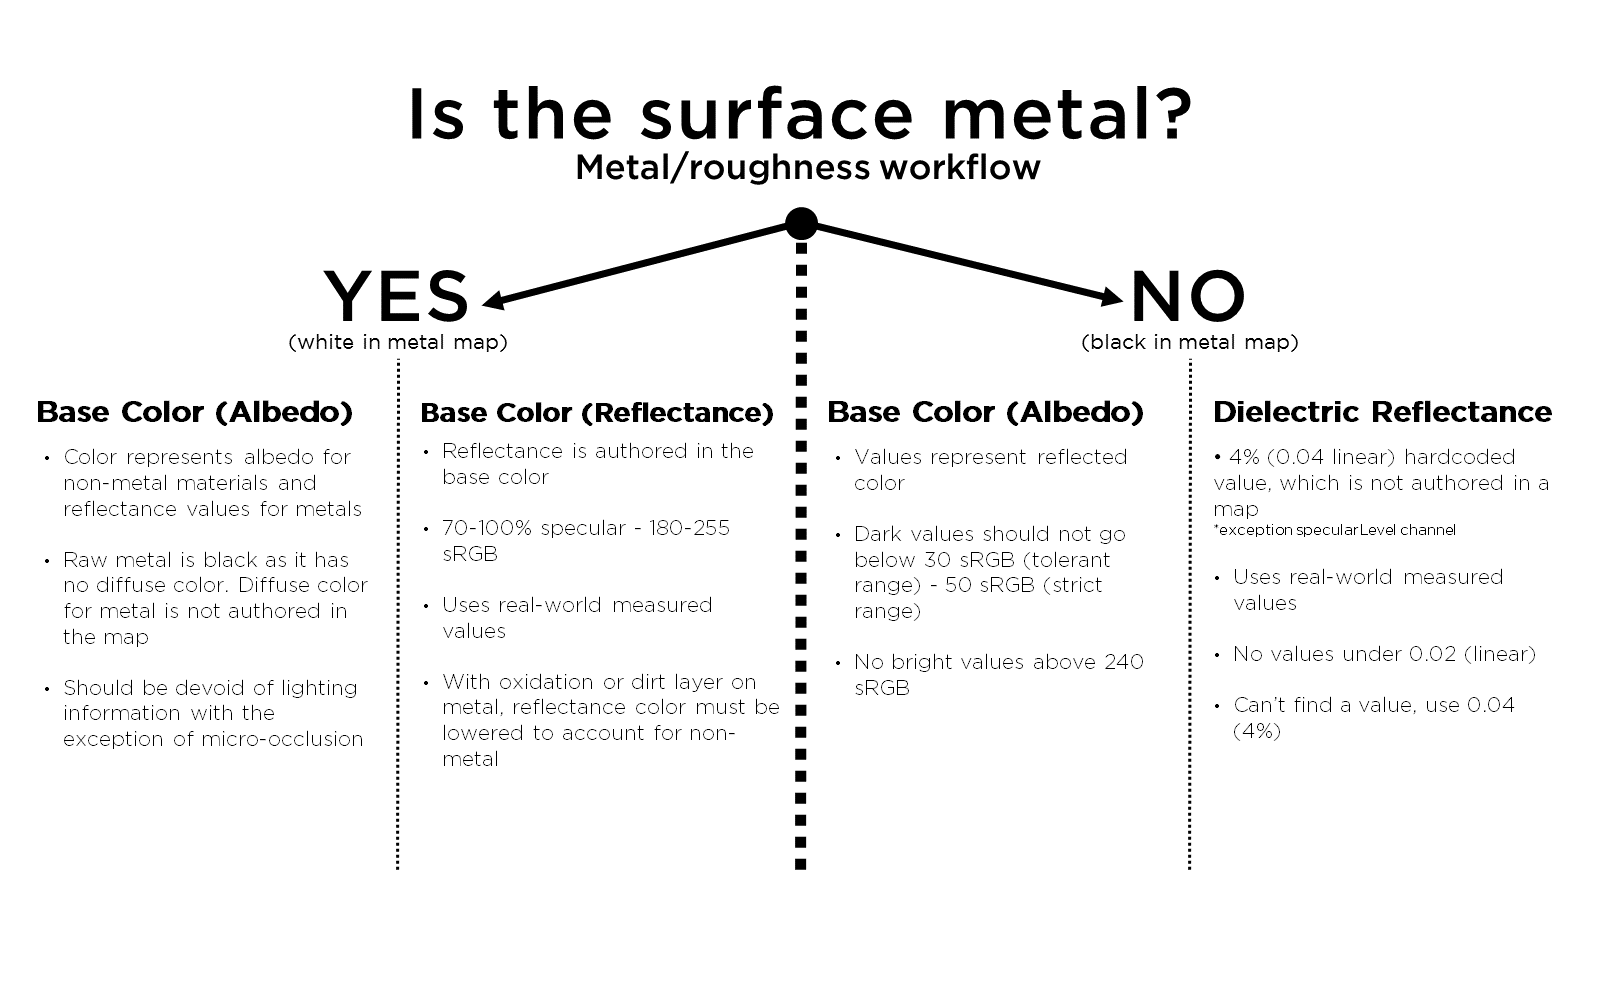 Is the surface metal?
Metal/roughness workflow
YES
(white in metal map)
Base Color (Albedo)
• Color represents albedo for
non-metal materials and
reflectance values for metals
• Raw metal is black as it has
no diffuse color. Diffuse color
for metal is not authored in
the map
• Should be devoid of lighting
information with the
exception of micro-occlusion
Base Color (Reflectance)
• Reflectance is authored in the
base color
• 70-100% specular - 180-255
sRGB
• Uses real-world measured
values
• With oxidation or dirt layer on
metal, reflectance color must be
lowered to account for non-
metal
NO
(black in metal map)
Base Color (Albedo)
• Values represent reflected
color
• Dark values should not go
below 30 sRGB (tolerant
range) - 50 sRGB (strict
range)
• No bright values above 240
sRGB
Dielectric Reflectance
• 4% (0.04 linear) hardcoded
value, which is not authored in a
map
*exception specularLevel channel
• Uses real-world measured
values
• No values under 0.02 (linear)
• Can't find a value, use 0.04
(4%)